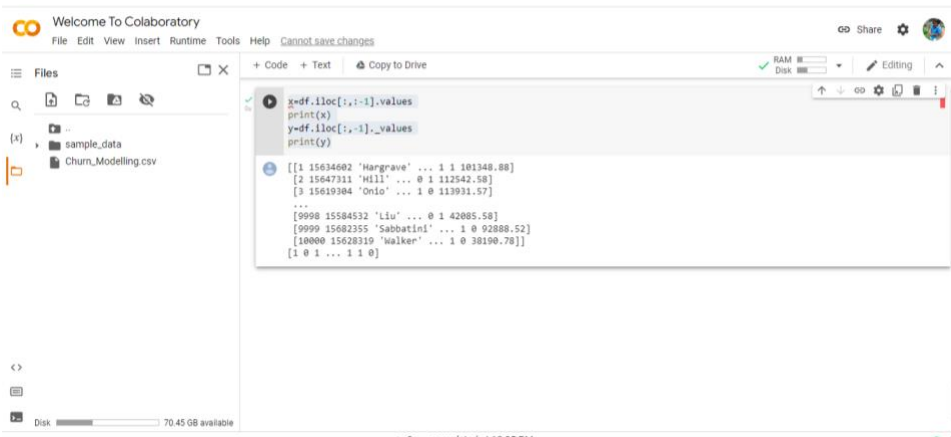 Welcome To Colaboratory
File Edit View Insert Runtime Tools Help Cannot save changes
Share
Files
+ Code + Text Copy to Drive
RAM
Disk
Editing
{x}
..
sample_data
Churn_Modelling.csv
x=df.iloc[:,:-1].values
print(x)
y=df.iloc[:,-1]._values
print(y)
[[1 15634602 'Hargrave' ... 1 1 101348.88]
[2 15647311 'Hill' ... 0 1 112542.58]
[3 15619304 'Onio' ... 1 0 113931.57]
...
[9998 15584532 'Liu' ... 0 1 42085.58]
[9999 15682355 'Sabbatini' ... 1 0 92888.52]
[10000 15628319 'Walker' ... 1 0 38190.78]]
[1 0 1 ... 1 1 0]
<>
Disk 70.45 GB available